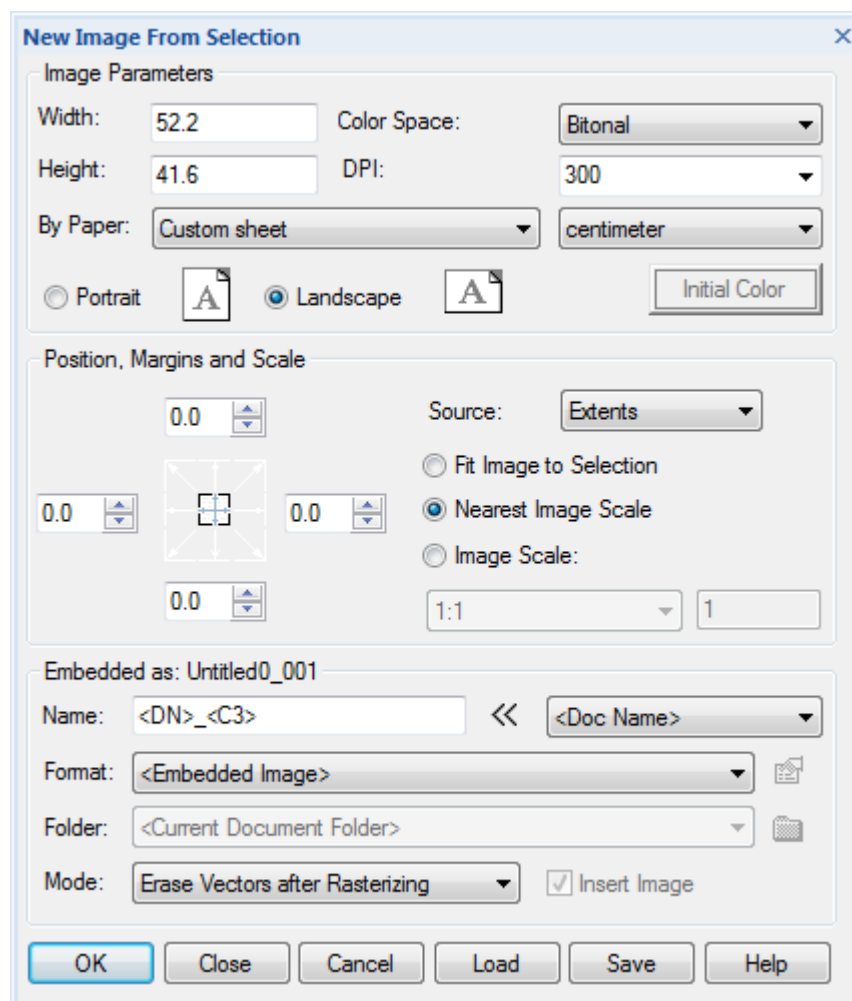 New Image From Selection
Image Parameters
Width: 52.2 Color Space: Bitonal
Height: 41.6 DPI: 300
By Paper: Custom sheet centimeter
Portrait A Landscape A Initial Color
Position, Margins and Scale
0.0 Source: Extents
Fit Image to Selection
0.0 0.0 Nearest Image Scale
Image Scale:
0.0 1:1 1
Embedded as: Untitled0_001
Name: <DN>_<C3> << <Doc Name>
Format: <Embedded Image>
Folder: <Current Document Folder>
Mode: Erase Vectors after Rasterizing Insert Image
OK Close Cancel Load Save Help